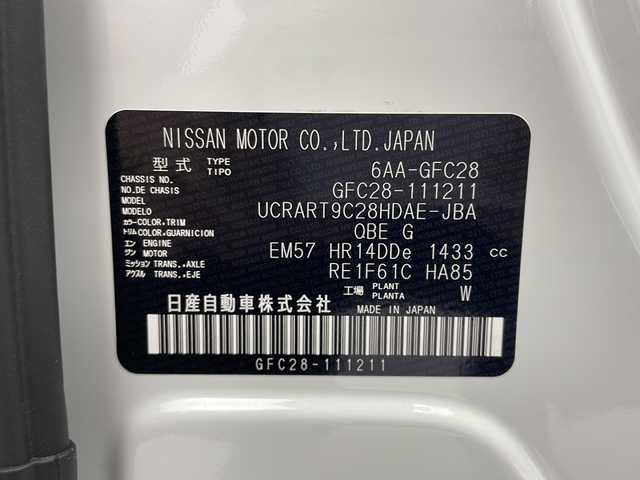 NISSAN MOTOR CO.,LTD.JAPAN
型式 TYPE TIPO 6AA-GFC28
CHASSIS NO. NO.DE CHASIS GFC28-111211
MODEL MODELO UCRART9C28HDAE-JBA
カラー COLOR,TRIM トリム COLOR,GUARNICION QBE G
エンジン ENGINE MOTOR EM57 HR14DDe 1433 cc
ミッション TRANS.,AXLE アクスル TRANS.,EJE RE1F61C HA85
工場 PLANT PLANTA W
日産自動車株式会社 MADE IN JAPAN
GFC28-111211